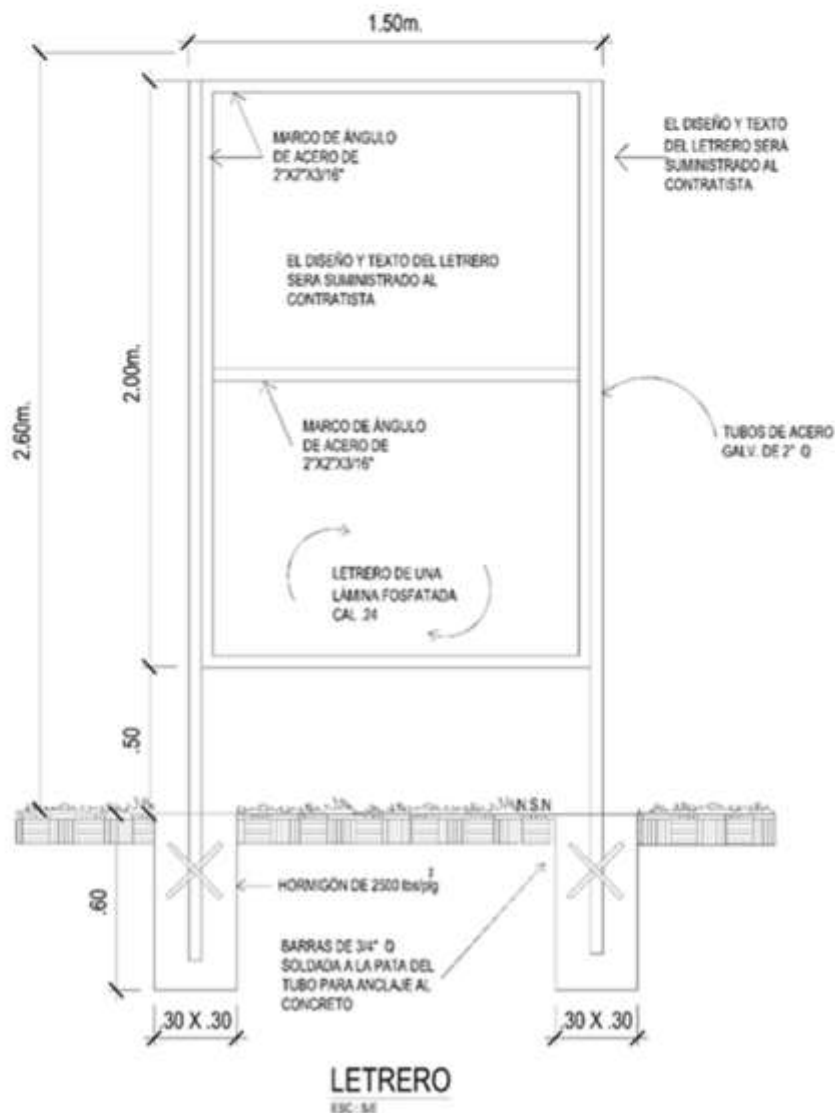 1.50m.
MARCO DE ÁNGULO
DE ACERO DE
2"X2"X3/16"
EL DISEÑO Y TEXTO
DEL LETRERO SERÁ
SUMINISTRADO AL
CONTRATISTA
EL DISEÑO Y TEXTO DEL LETRERO
SERA SUMINISTRADO AL
CONTRATISTA
2.00m.
2.60m.
MARCO DE ÁNGULO
DE ACERO DE
2"X2"X3/16"
TUBOS DE ACERO
GALV. DE 2" Q
LETRERO DE UNA
LÁMINA FOSFATADA
CAL .24
.50
N.S.N
HORMIGÓN DE 2500 lbs/plg²
.60
BARRAS DE 3/4" Q
SOLDADA A LA PATA DEL
TUBO PARA ANCLAJE AL
CONCRETO
.30 X .30
.30 X .30
LETRERO
ESC: S/E